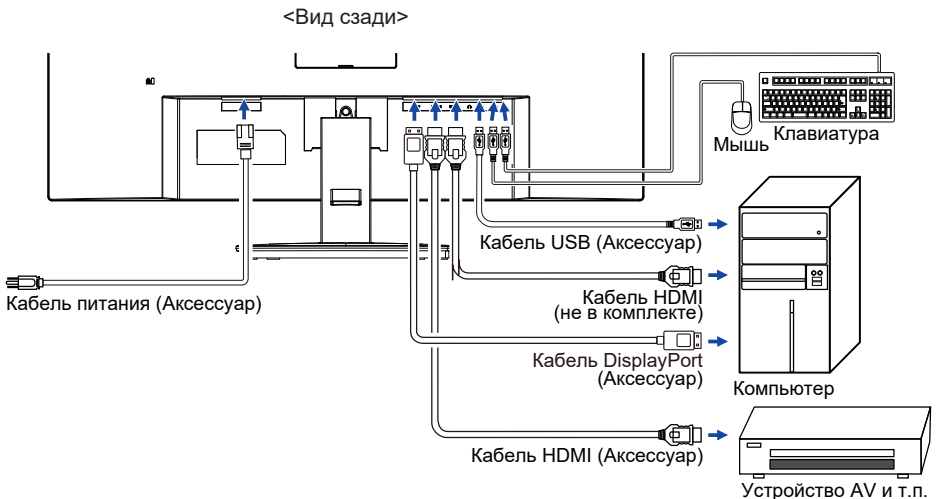 <Вид сзади>
Клавиатура
Мышь
Кабель USB (Аксессуар)
Кабель питания (Аксессуар)
Кабель HDMI
(не в комплекте)
Кабель DisplayPort
(Аксессуар)
Компьютер
Кабель HDMI (Аксессуар)
Устройство AV и т.п.